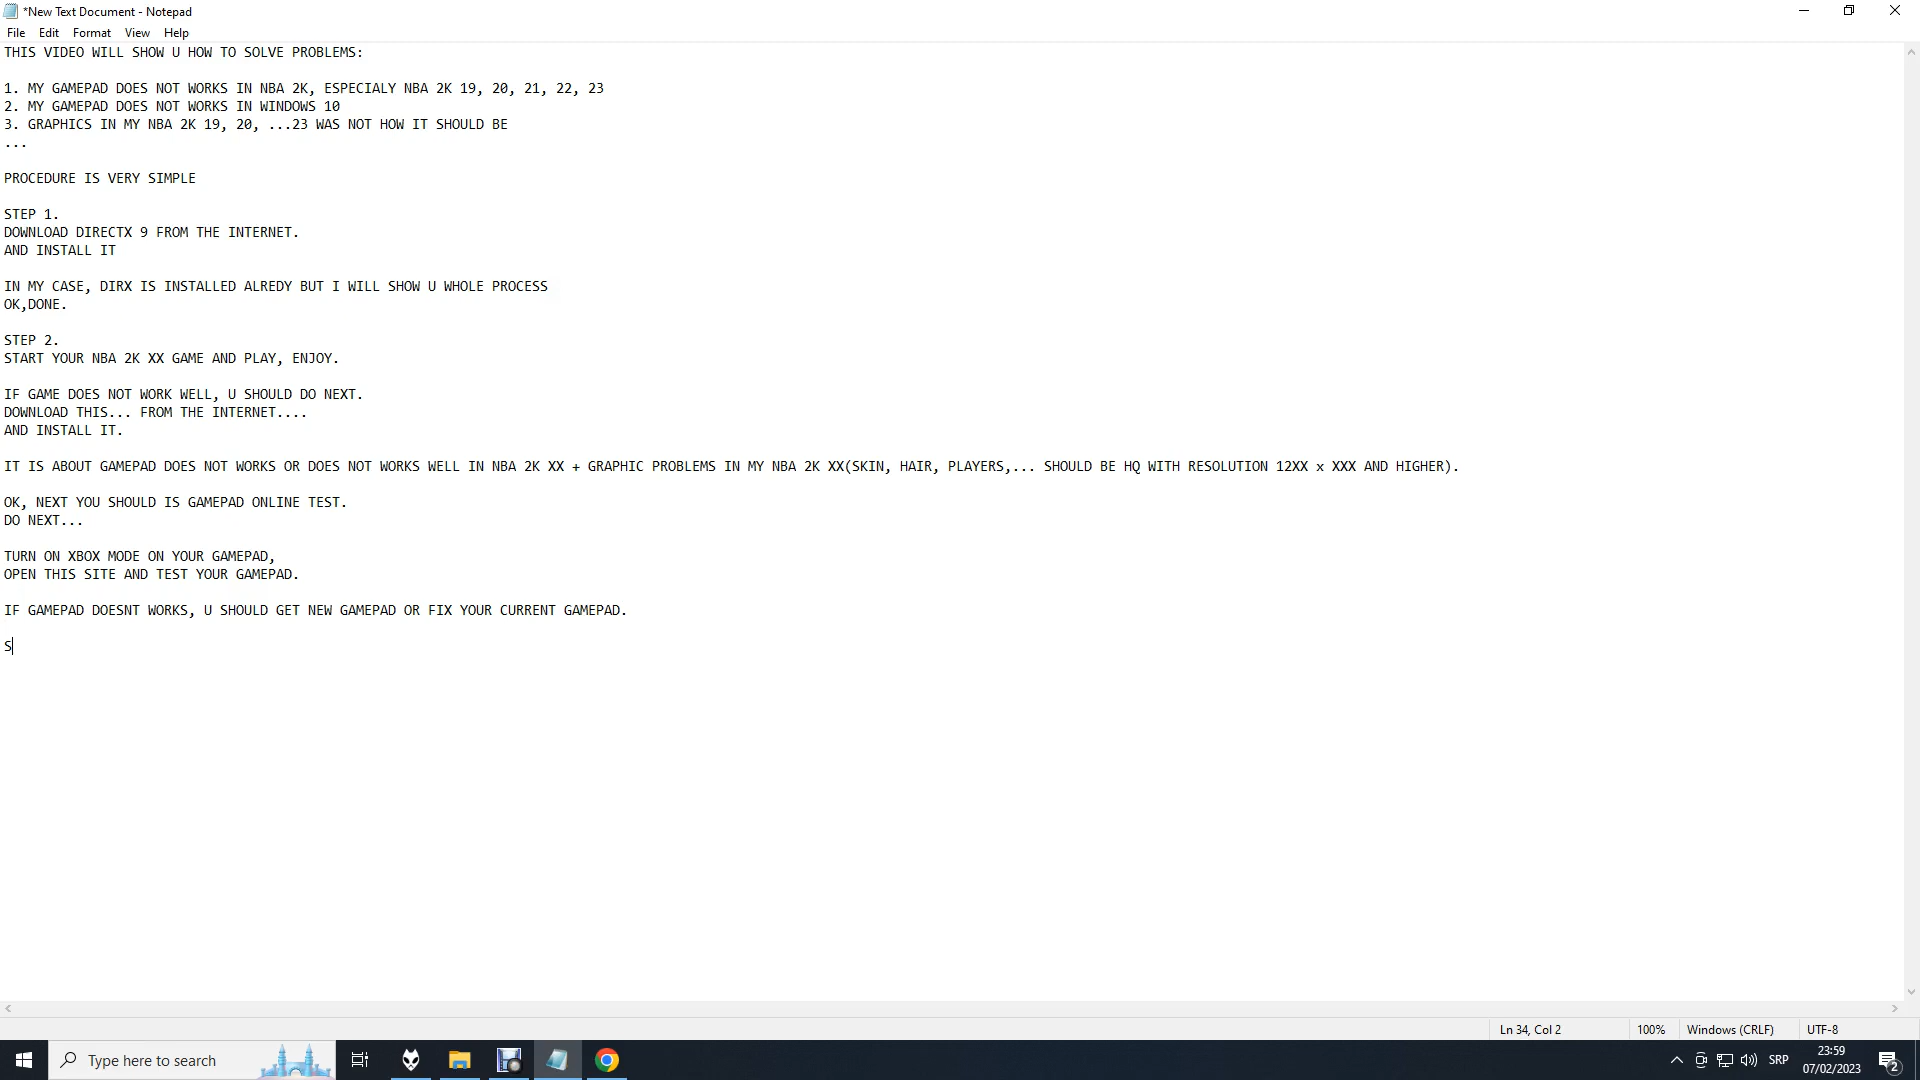 *New Text Document - Notepad
File Edit Format View Help
THIS VIDEO WILL SHOW U HOW TO SOLVE PROBLEMS:
1. MY GAMEPAD DOES NOT WORKS IN NBA 2K, ESPECIALY NBA 2K 19, 20, 21, 22, 23
2. MY GAMEPAD DOES NOT WORKS IN WINDOWS 10
3. GRAPHICS IN MY NBA 2K 19, 20, ...23 WAS NOT HOW IT SHOULD BE
...
PROCEDURE IS VERY SIMPLE
STEP 1.
DOWNLOAD DIRECTX 9 FROM THE INTERNET.
AND INSTALL IT
IN MY CASE, DIRX IS INSTALLED ALREDY BUT I WILL SHOW U WHOLE PROCESS
OK,DONE.
STEP 2.
START YOUR NBA 2K XX GAME AND PLAY, ENJOY.
IF GAME DOES NOT WORK WELL, U SHOULD DO NEXT.
DOWNLOAD THIS... FROM THE INTERNET....
AND INSTALL IT.
IT IS ABOUT GAMEPAD DOES NOT WORKS OR DOES NOT WORKS WELL IN NBA 2K XX + GRAPHIC PROBLEMS IN MY NBA 2K XX(SKIN, HAIR, PLAYERS,... SHOULD BE HQ WITH RESOLUTION 12XX x XXX AND HIGHER).
OK, NEXT YOU SHOULD IS GAMEPAD ONLINE TEST.
DO NEXT...
TURN ON XBOX MODE ON YOUR GAMEPAD,
OPEN THIS SITE AND TEST YOUR GAMEPAD.
IF GAMEPAD DOESNT WORKS, U SHOULD GET NEW GAMEPAD OR FIX YOUR CURRENT GAMEPAD.
S
Ln 34, Col 2 100% Windows (CRLF) UTF-8
Type here to search
SRP
23:59
07/02/2023
2